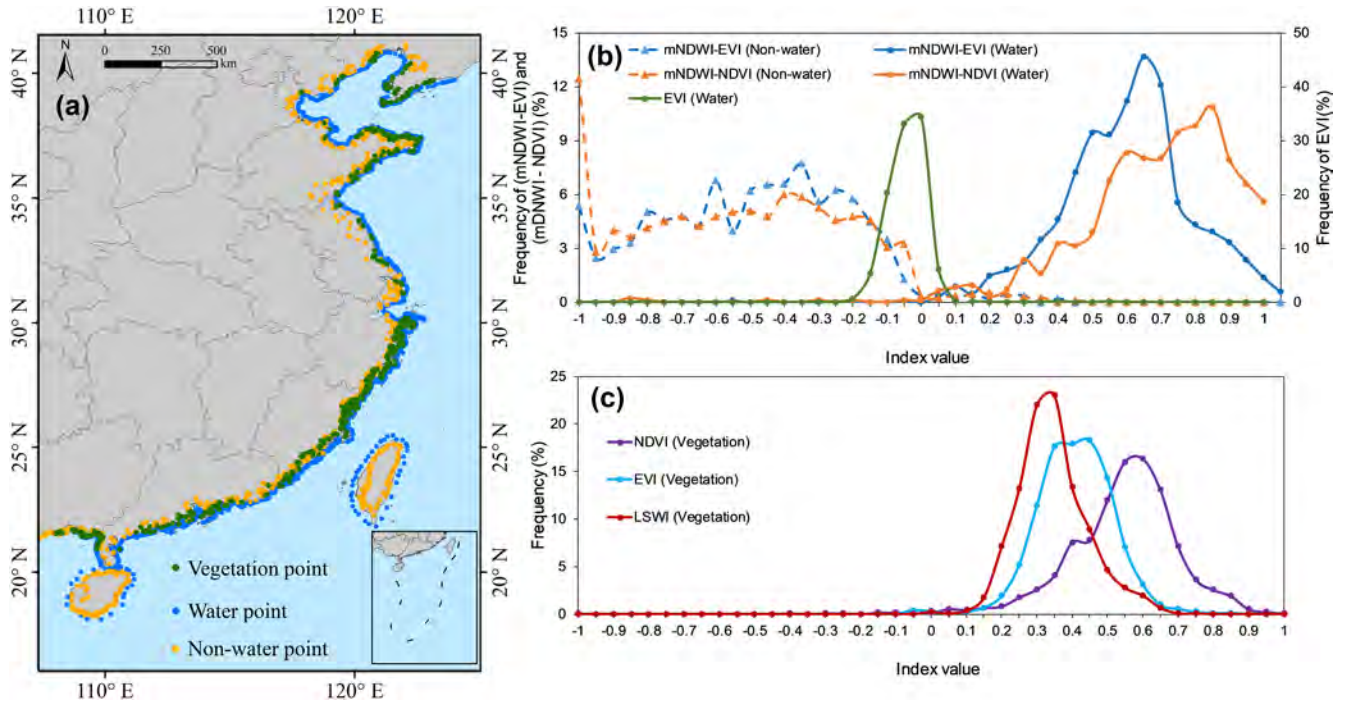 110° E
120° E
N
0
250
500
km
(a)
40° N
35° N
30° N
25° N
20° N
40° N
35° N
30° N
25° N
20° N
Vegetation point
Water point
Non-water point
110° E
120° E
(b)
mNDWI-EVI (Non-water)
mNDWI-EVI (Water)
mNDWI-NDVI (Non-water)
mNDWI-NDVI (Water)
EVI (Water)
Frequency of (mNDWI-EVI) and
(mDNWI - NDVI) (%)
15
12
9
6
3
0
50
40
30
20
10
0
Frequency of EVI(%)
-1 -0.9 -0.8 -0.7 -0.6 -0.5 -0.4 -0.3 -0.2 -0.1 0 0.1 0.2 0.3 0.4 0.5 0.6 0.7 0.8 0.9 1
Index value
(c)
NDVI (Vegetation)
EVI (Vegetation)
LSWI (Vegetation)
Frequency (%)
25
20
15
10
5
0
-1 -0.9 -0.8 -0.7 -0.6 -0.5 -0.4 -0.3 -0.2 -0.1 0 0.1 0.2 0.3 0.4 0.5 0.6 0.7 0.8 0.9 1
Index value